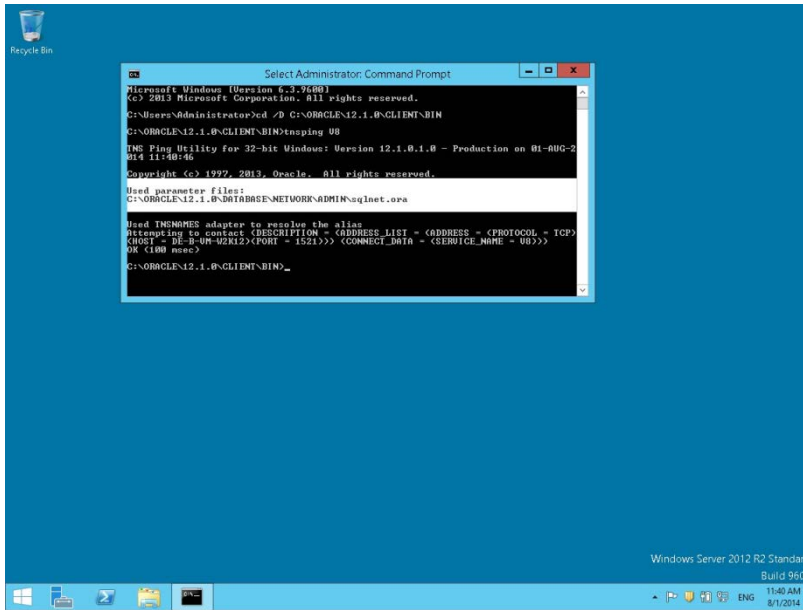 Recycle Bin
Select Administrator: Command Prompt
Microsoft Windows [Version 6.3.9600]
(c) 2013 Microsoft Corporation. All rights reserved.
C:\Users\Administrator>cd /D C:\ORACLE\12.1.0\CLIENT\BIN
C:\ORACLE\12.1.0\CLIENT\BIN>tnsping V8
TNS Ping Utility for 32-bit Windows: Version 12.1.0.1.0 - Production on 01-AUG-2
014 11:40:46
Copyright (c) 1997, 2013, Oracle.  All rights reserved.
Used parameter files:
C:\ORACLE\12.1.0\DATABASE\NETWORK\ADMIN\sqlnet.ora
Used TNSNAMES adapter to resolve the alias
Attempting to contact (DESCRIPTION = (ADDRESS_LIST = (ADDRESS = (PROTOCOL = TCP)
(HOST = DE-B-VM-W2K12)(PORT = 1521))) (CONNECT_DATA = (SERVICE_NAME = V8)))
OK (100 msec)
C:\ORACLE\12.1.0\CLIENT\BIN>_
Windows Server 2012 R2 Standar
Build 960
ENG
11:40 AM
8/1/2014